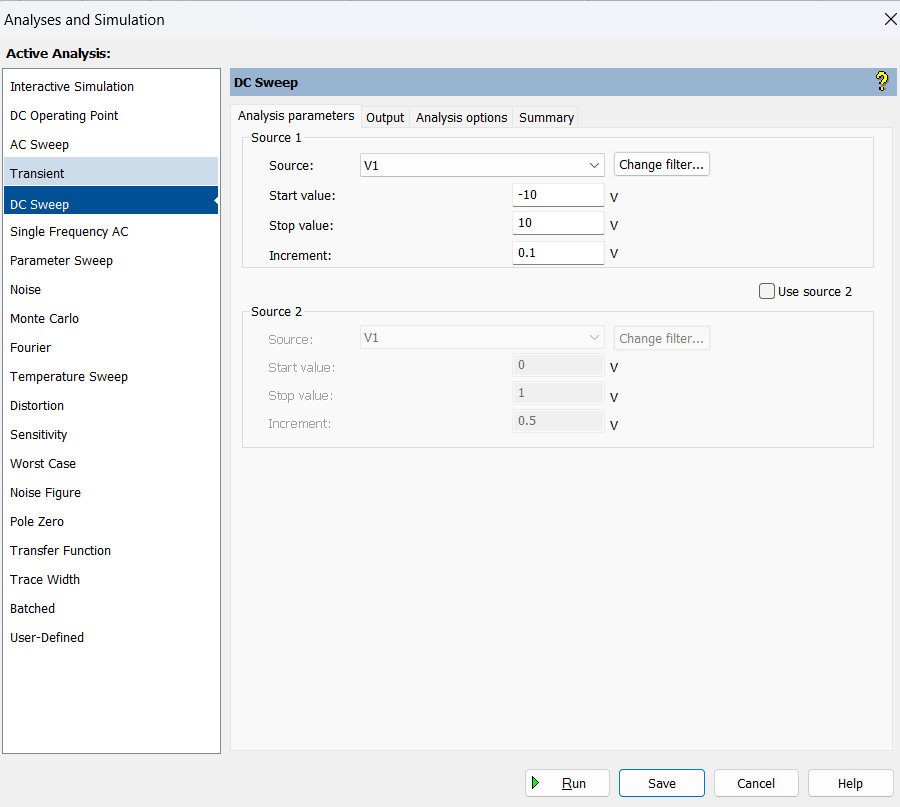 Analyses and Simulation
Active Analysis:
Interactive Simulation
DC Operating Point
AC Sweep
Transient
DC Sweep
Single Frequency AC
Parameter Sweep
Noise
Monte Carlo
Fourier
Temperature Sweep
Distortion
Sensitivity
Worst Case
Noise Figure
Pole Zero
Transfer Function
Trace Width
Batched
User-Defined
DC Sweep
?
Analysis parameters Output Analysis options Summary
Source 1
Source: V1 Change filter...
Start value: -10 V
Stop value: 10 V
Increment: 0.1 V
Use source 2
Source 2
Source: V1 Change filter...
Start value: 0 V
Stop value: 1 V
Increment: 0.5 V
Run Save Cancel Help